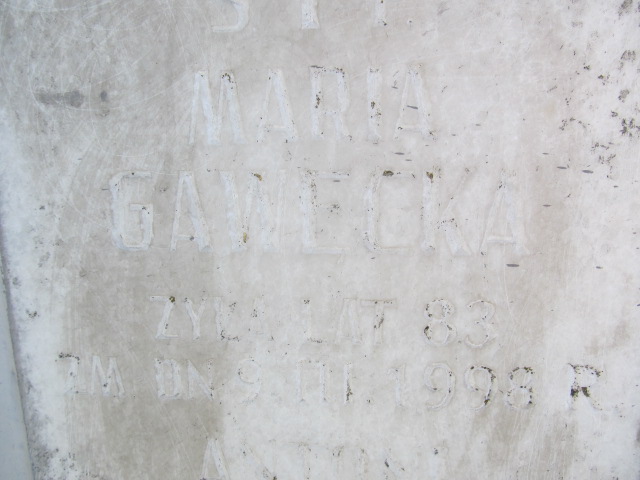 MARIA
GAWECKA
ŻYŁA LAT 83
ZM DN 9 III 1998 R